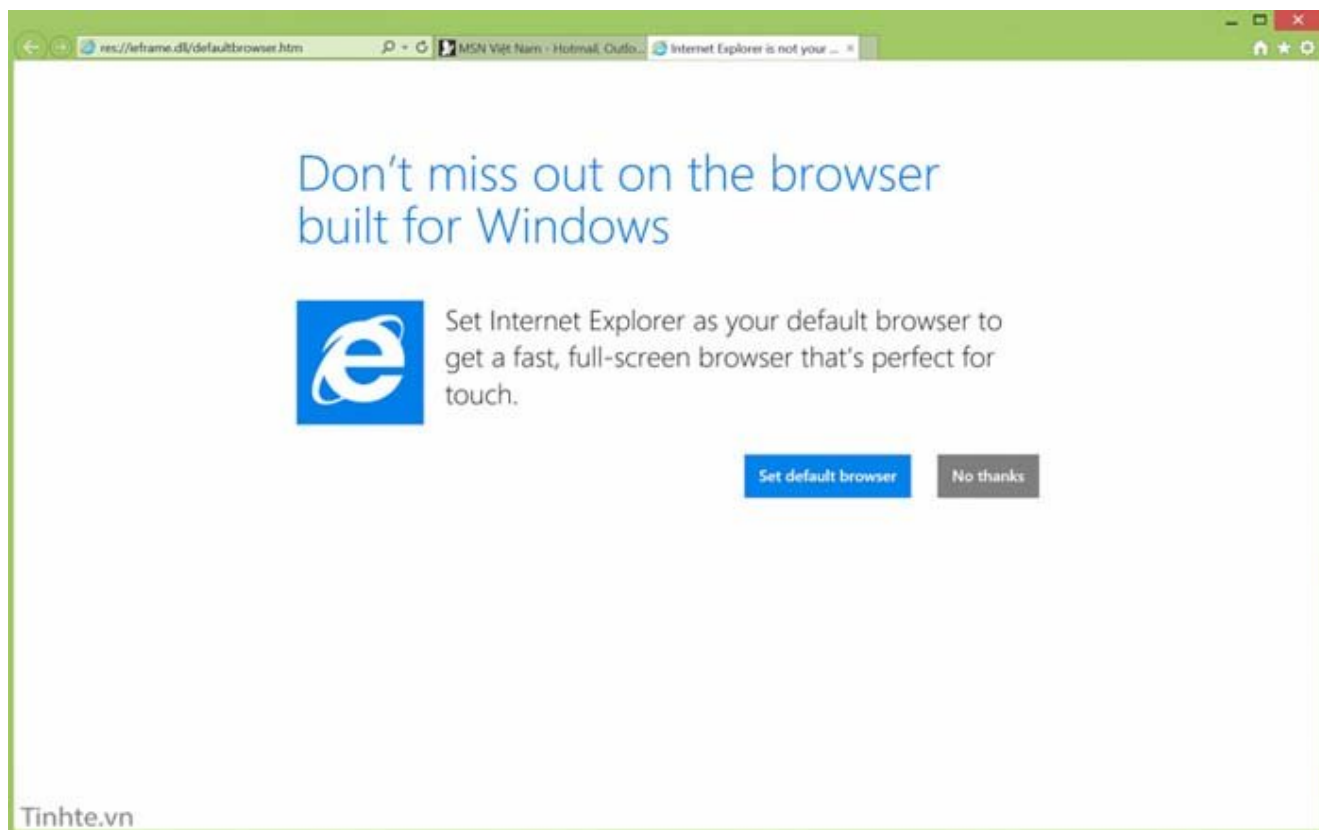 res://ieframe.dll/defaultbrowser.htm
MSN Việt Nam - Hotmail, Outlo...
Internet Explorer is not your ...
Don't miss out on the browser
built for Windows
Set Internet Explorer as your default browser to
get a fast, full-screen browser that's perfect for
touch.
Set default browser
No thanks
Tinhte.vn